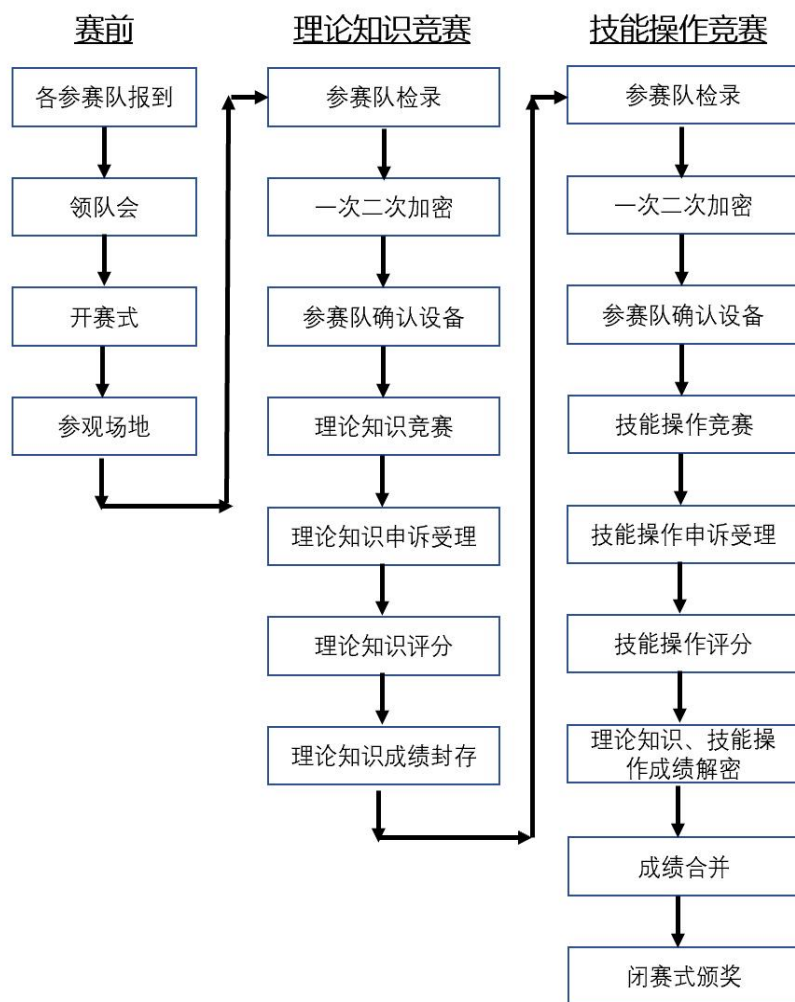 赛前
各参赛队报到
领队会
开赛式
参观场地
理论知识竞赛
参赛队检录
一次二次加密
参赛队确认设备
理论知识竞赛
理论知识申诉受理
理论知识评分
理论知识成绩封存
技能操作竞赛
参赛队检录
一次二次加密
参赛队确认设备
技能操作竞赛
技能操作申诉受理
技能操作评分
理论知识、技能操
作成绩解密
成绩合并
闭赛式颁奖